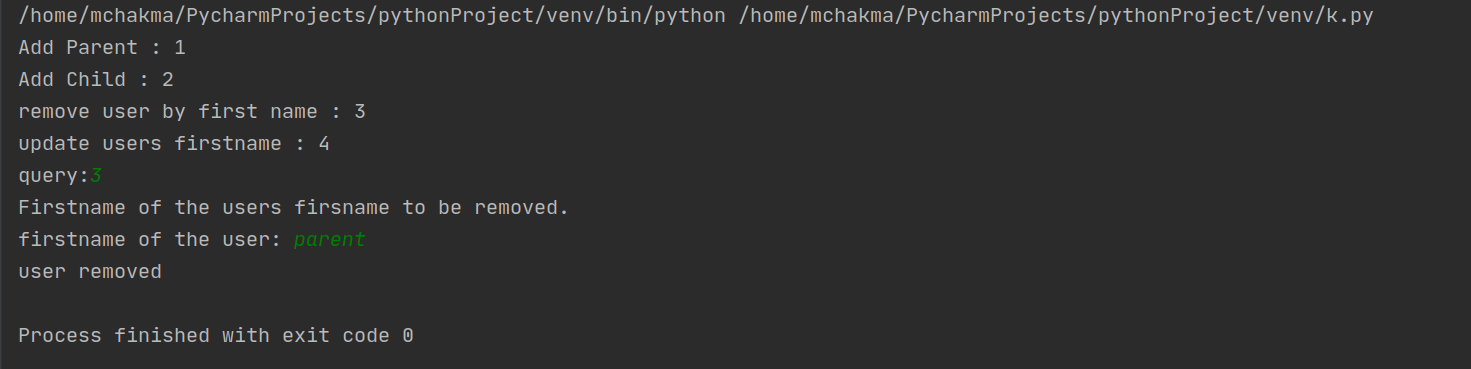 /home/mchakma/PycharmProjects/pythonProject/venv/bin/python /home/mchakma/PycharmProjects/pythonProject/venv/k.py
Add Parent : 1
Add Child : 2
remove user by first name : 3
update users firstname : 4
query:3
Firstname of the users firsname to be removed.
firstname of the user: parent
user removed
Process finished with exit code 0